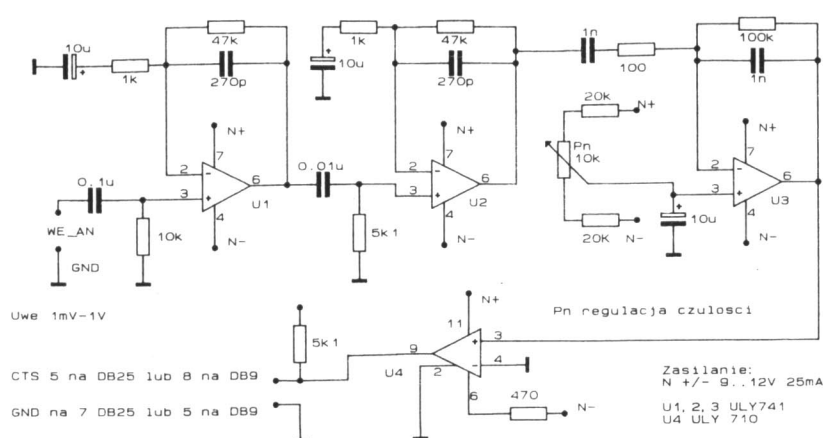 10u
1k
47k
270p
N+
7
2
-
3
+
6
4
U1
N-
0.1u
WE_AN
GND
10k
0.01u
5k1
1k
10u
47k
270p
N+
7
2
-
3
+
6
4
U2
N-
1n
100
100k
1n
20k
N+
Pn
10k
20k
N-
10u
N+
7
2
-
3
+
6
4
U3
N-
Uwe 1mV-1V
Pn regulacja czulosci
5k1
N+
11
9
U4
2
+
-
3
4
6
470
N-
CTS 5 na DB25 lub 8 na DB9
GND na 7 DB25 lub 5 na DB9
Zasilanie:
N +/- 9..12V 25mA
U1,2,3 ULY741
U4 ULY 710